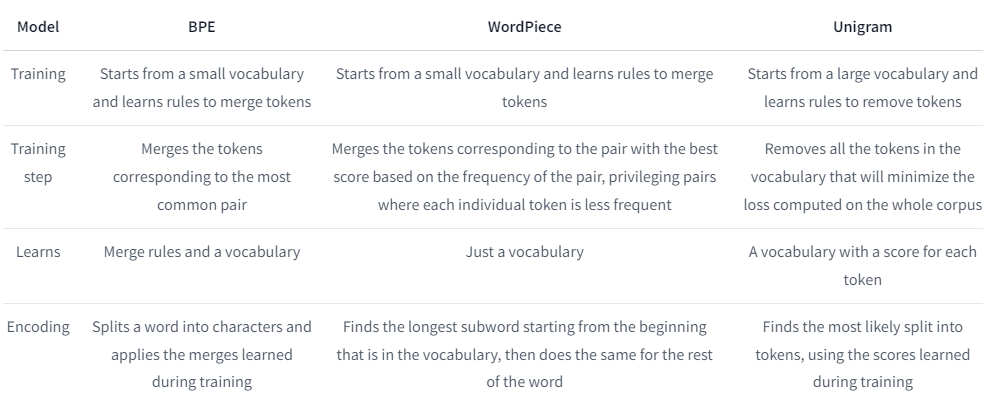 Model BPE WordPiece Unigram
Training Starts from a small vocabulary Starts from a small vocabulary and learns rules to merge Starts from a large vocabulary and
and learns rules to merge tokens tokens learns rules to remove tokens
Training Merges the tokens Merges the tokens corresponding to the pair with the best Removes all the tokens in the
step corresponding to the most score based on the frequency of the pair, privileging pairs vocabulary that will minimize the
common pair where each individual token is less frequent loss computed on the whole corpus
Learns Merge rules and a vocabulary Just a vocabulary A vocabulary with a score for each
token
Encoding Splits a word into characters and Finds the longest subword starting from the beginning Finds the most likely split into
applies the merges learned that is in the vocabulary, then does the same for the rest tokens, using the scores learned
during training of the word during training